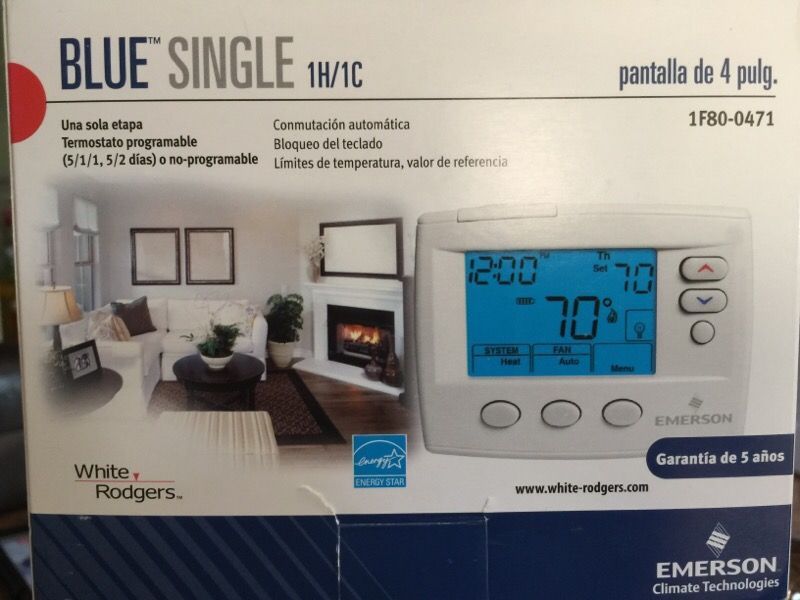 BLUE™ SINGLE 1H/1C
pantalla de 4 pulg.
1F80-0471
Una sola etapa
Termostato programable
(5/1/1, 5/2 días) o no-programable
Conmutación automática
Bloqueo del teclado
Límites de temperatura, valor de referencia
12:00 PM
Th
Set 70
70°
SYSTEM
Heat
FAN
Auto
Menu
EMERSON
Garantía de 5 años
White
Rodgers™
energy
ENERGY STAR
www.white-rodgers.com
EMERSON
Climate Technologies